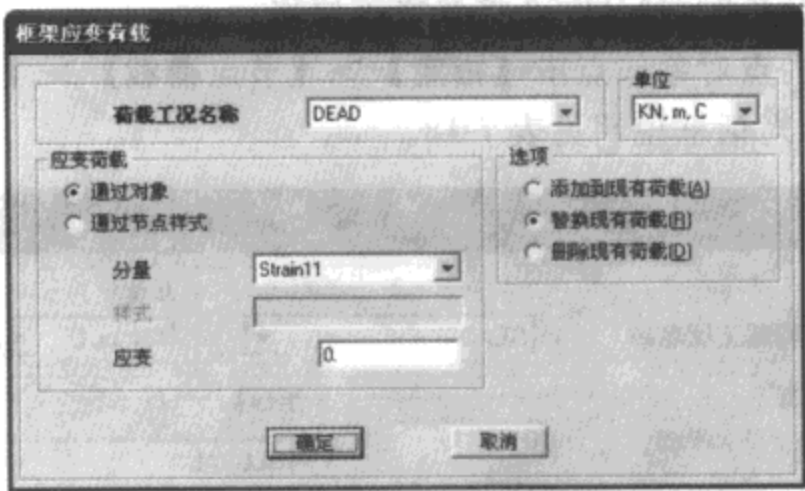 框架应变荷载
荷载工况名称
DEAD
单位
KN, m, C
应变荷载
通过对象
通过节点样式
分量
Strain11
样式
应变
0.
选项
添加到现有荷载(A)
替换现有荷载(R)
删除现有荷载(D)
确定
取消